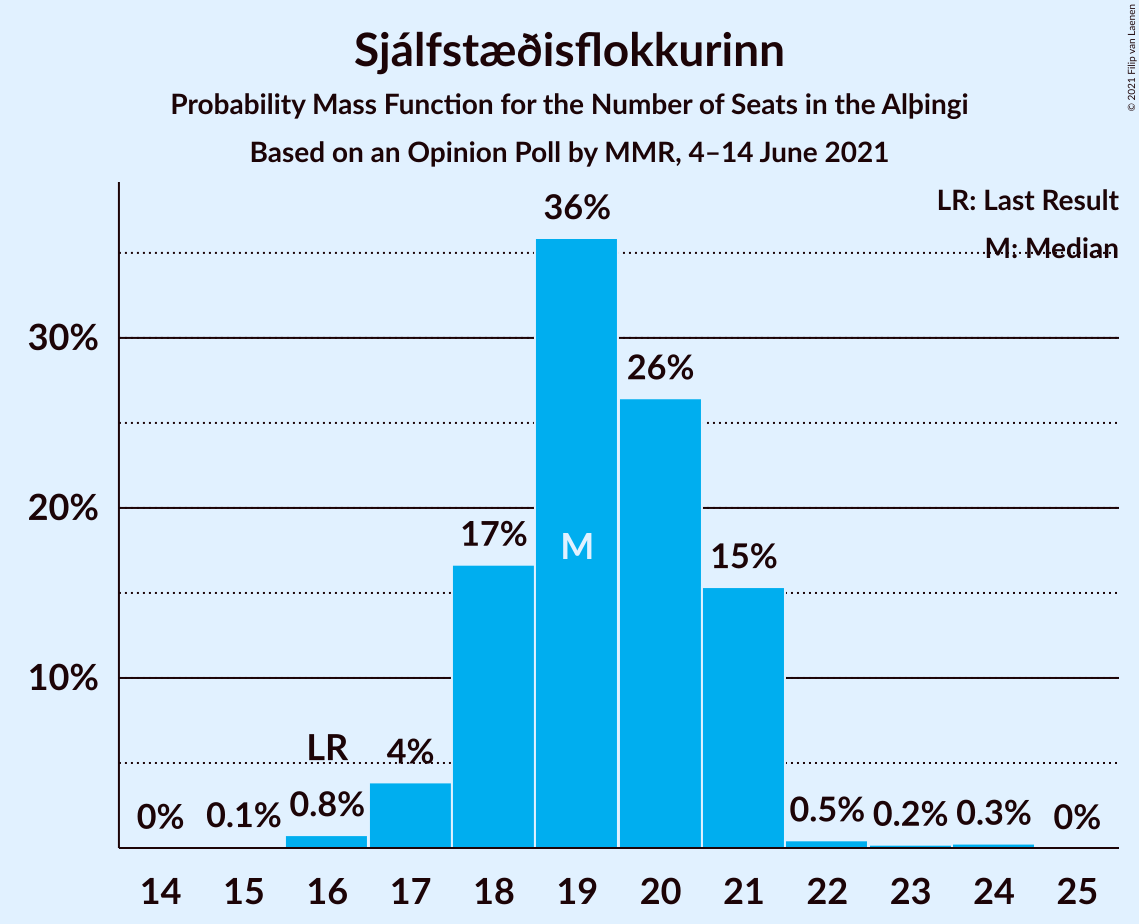 Sjálfstæðisflokkurinn
Probability Mass Function for the Number of Seats in the Alþingi
Based on an Opinion Poll by MMR, 4–14 June 2021
© 2021 Filip van Laenen
LR: Last Result
M: Median
36%
30%
26%
20%
17%
M
15%
10%
LR
4%
0%
0.1%
0.8%
0.5%
0.2%
0.3%
0%
14 15 16 17 18 19 20 21 22 23 24 25